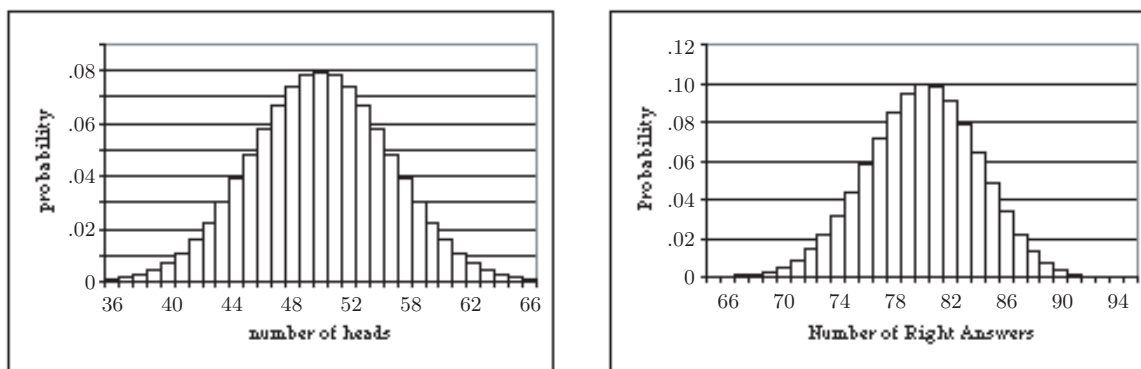 probability
.08
.06
.04
.02
0
36 40 44 48 52 58 62 66
number of heads
Probability
.12
.10
.08
.06
.04
.02
0
66 70 74 78 82 86 90 94
Number of Right Answers